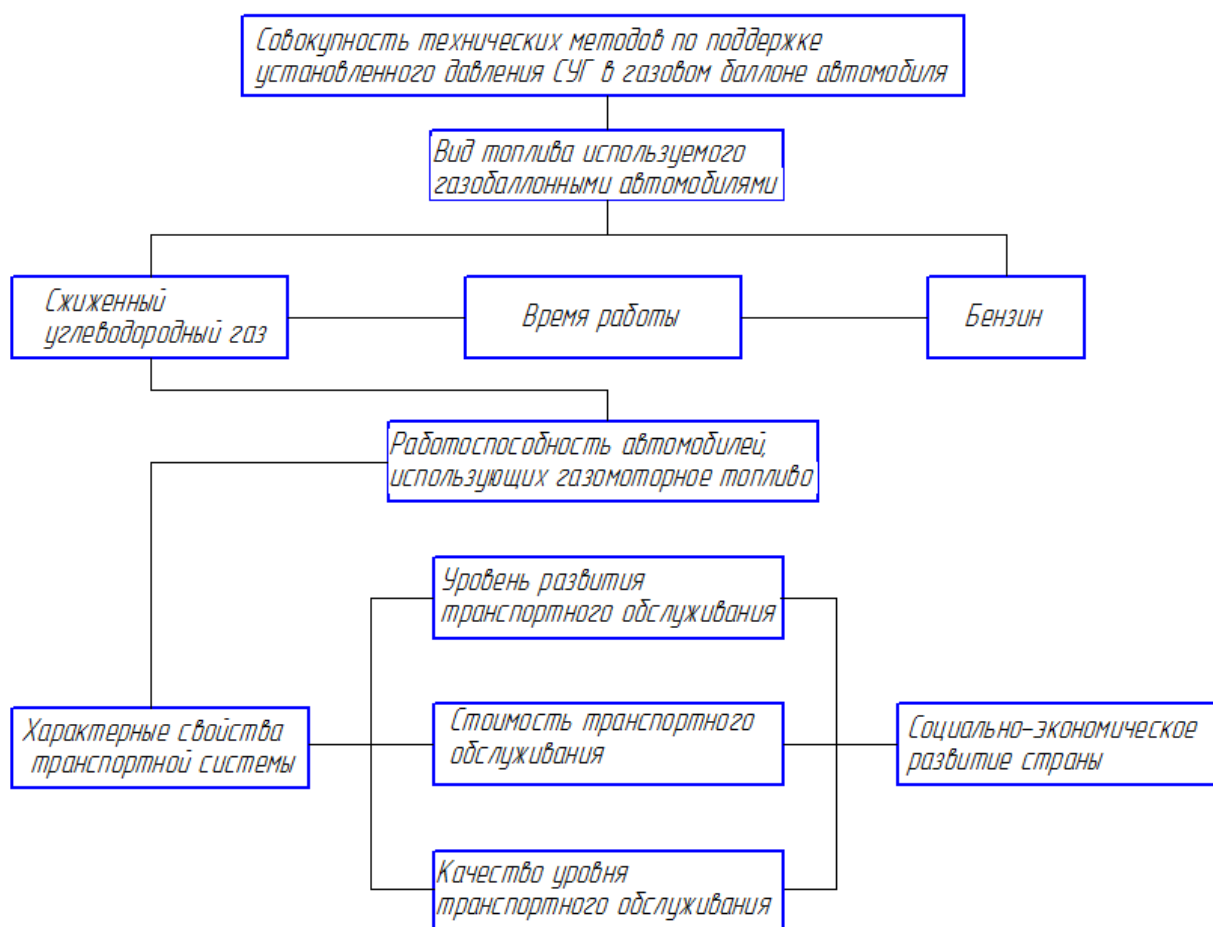 Совокупность технических методов по поддержке
установленного давления СУГ в газовом баллоне автомобиля
Вид топлива используемого
газобаллонными автомобилями
Сжиженный
углеводородный газ
Время работы
Бензин
Работоспособность автомобилей,
использующих газомоторное топливо
Уровень развития
транспортного обслуживания
Характерные свойства
транспортной системы
Стоимость транспортного
обслуживания
Социально-экономическое
развитие страны
Качество уровня
транспортного обслуживания